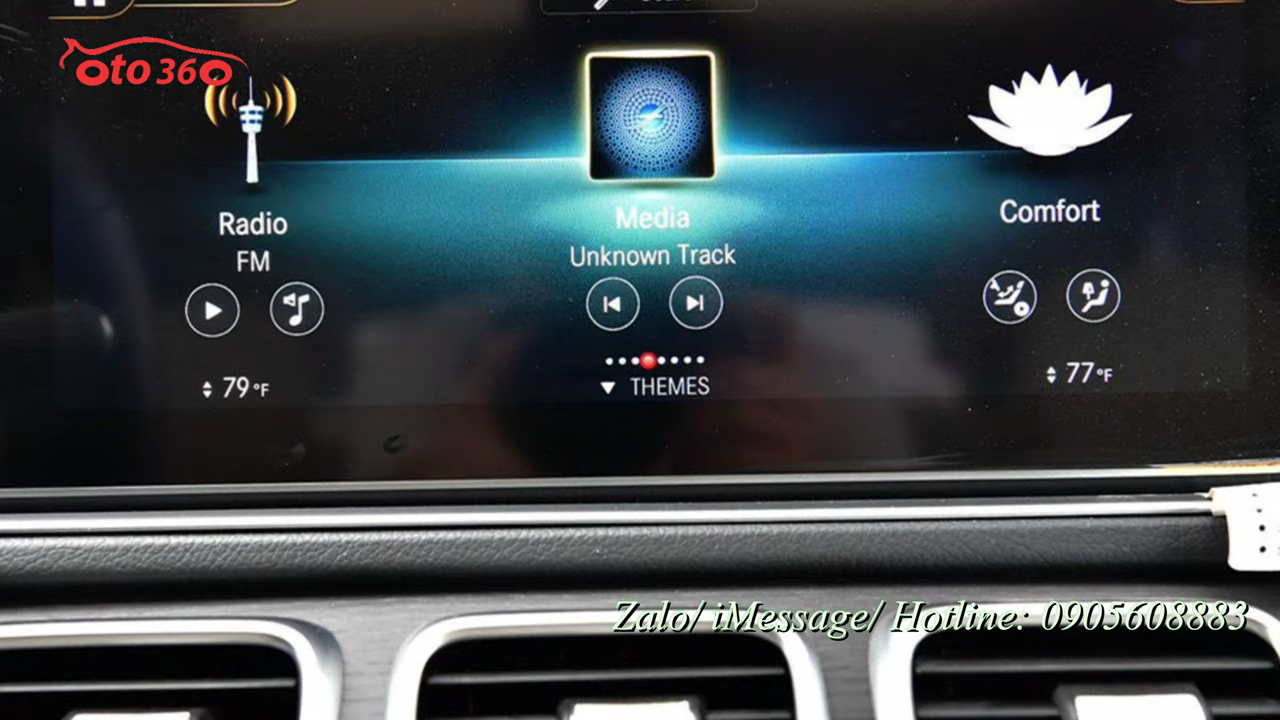 oto 360
Radio
FM
79°F
Media
Unknown Track
THEMES
Comfort
77°F
Zalo/ iMessage/ Hotline: 0905608883